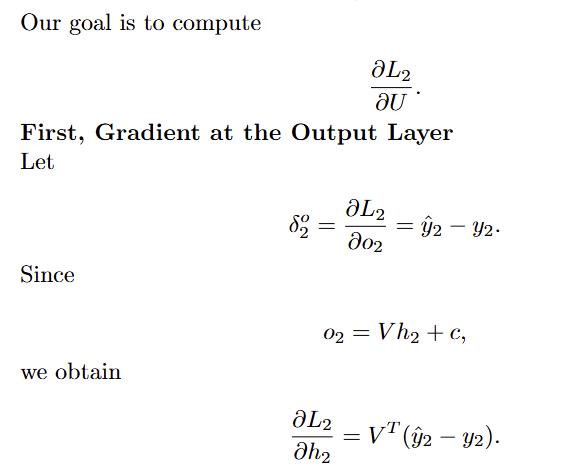 Our goal is to compute
∂L₂/∂U.
First, Gradient at the Output Layer
Let
δ₂ᵒ = ∂L₂/∂o₂ = ŷ₂ − y₂.
Since
o₂ = Vh₂ + c,
we obtain
∂L₂/∂h₂ = Vᵀ(ŷ₂ − y₂).